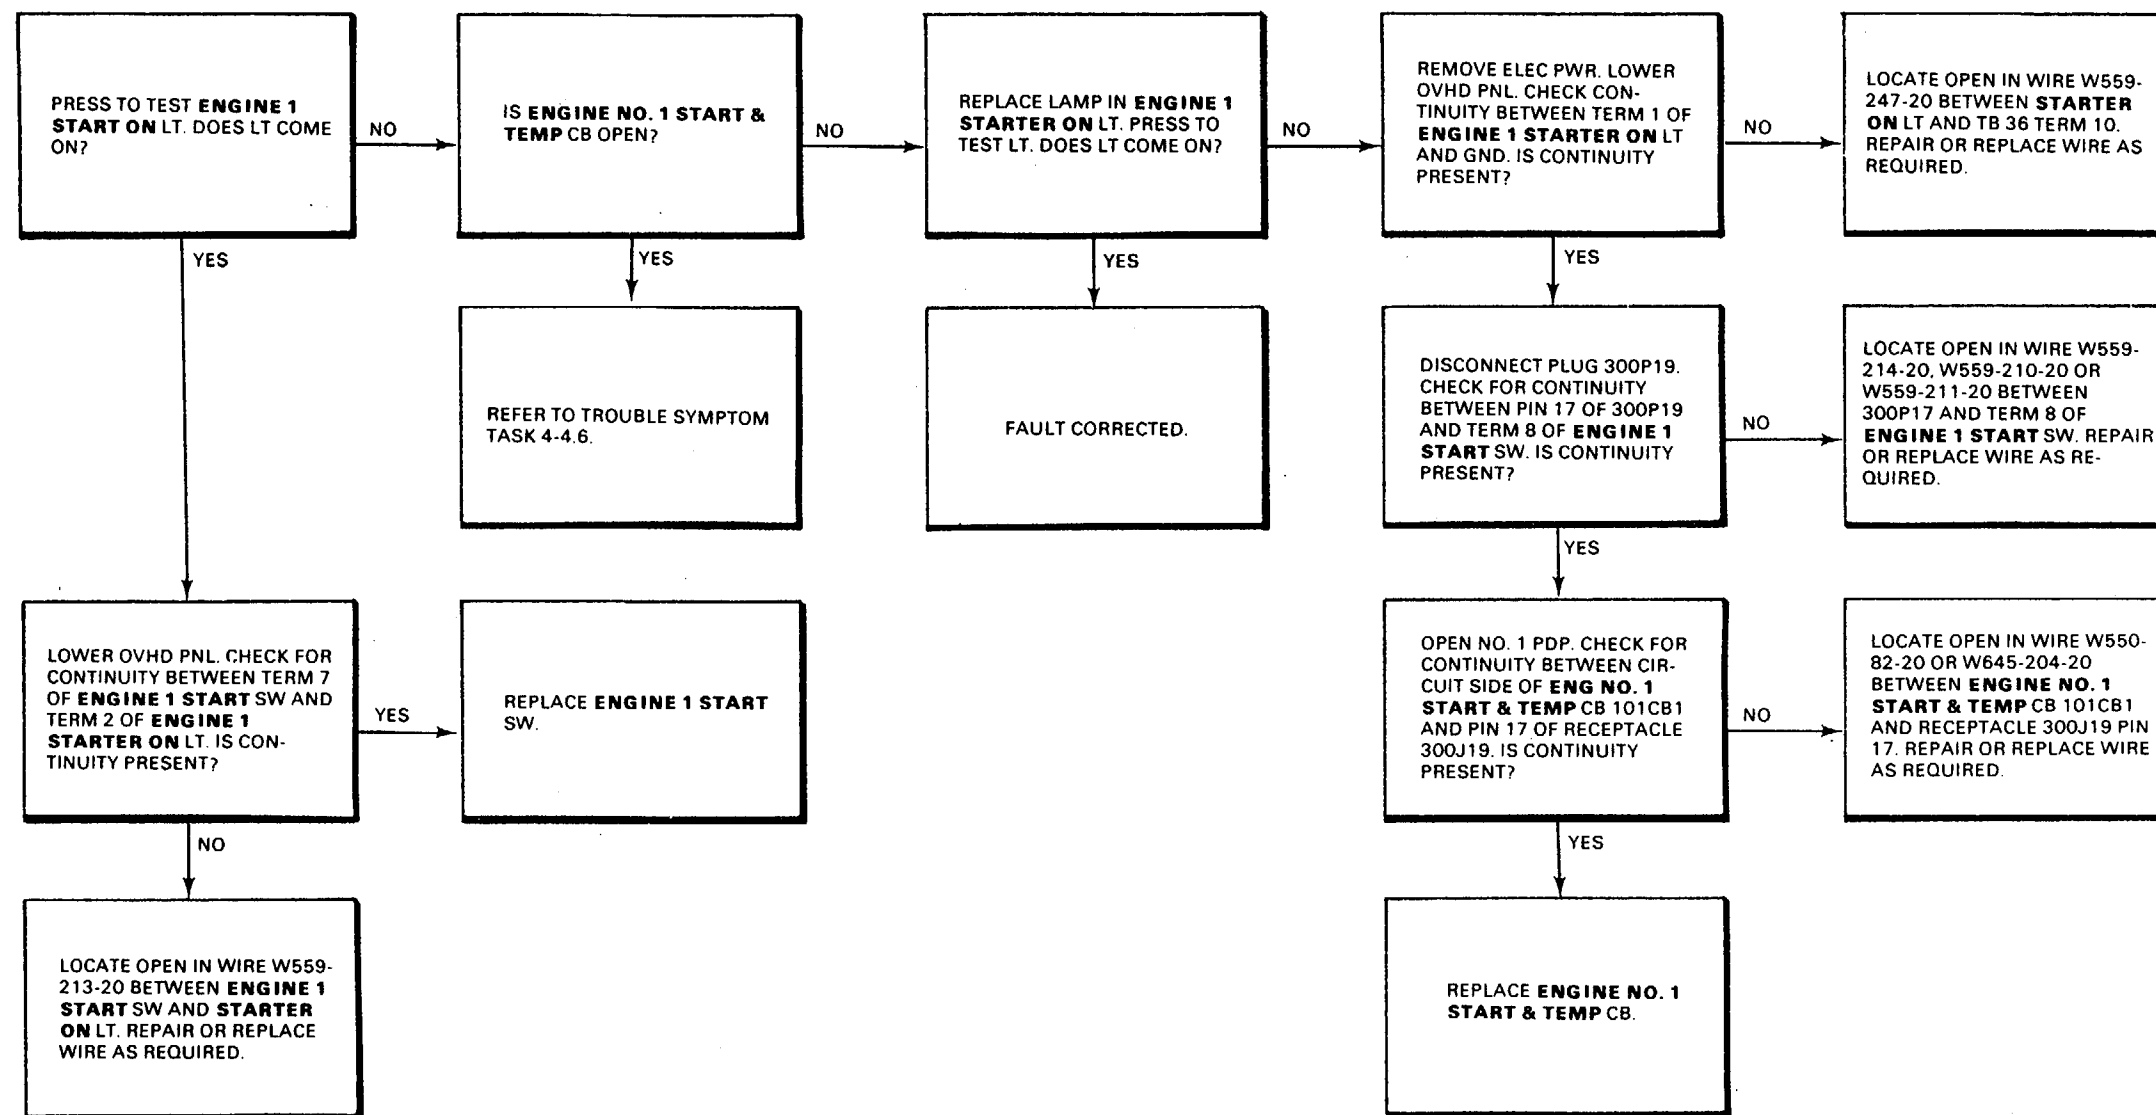 PRESS TO TEST ENGINE 1
START ON LT. DOES LT COME
ON?
NO
IS ENGINE NO. 1 START &
TEMP CB OPEN?
NO
REPLACE LAMP IN ENGINE 1
STARTER ON LT. PRESS TO
TEST LT. DOES LT COME ON?
NO
REMOVE ELEC PWR. LOWER
OVHD PNL. CHECK CON-
TINUITY BETWEEN TERM 1 OF
ENGINE 1 STARTER ON LT
AND GND. IS CONTINUITY
PRESENT?
NO
LOCATE OPEN IN WIRE W559-
247-20 BETWEEN STARTER
ON LT AND TB 36 TERM 10.
REPAIR OR REPLACE WIRE AS
REQUIRED.
YES
YES
YES
YES
REFER TO TROUBLE SYMPTOM
TASK 4-4.6.
FAULT CORRECTED.
DISCONNECT PLUG 300P19.
CHECK FOR CONTINUITY
BETWEEN PIN 17 OF 300P19
AND TERM 8 OF ENGINE 1
START SW. IS CONTINUITY
PRESENT?
NO
LOCATE OPEN IN WIRE W559-
214-20, W559-210-20 OR
W559-211-20 BETWEEN
300P17 AND TERM 8 OF
ENGINE 1 START SW. REPAIR
OR REPLACE WIRE AS RE-
QUIRED.
YES
LOWER OVHD PNL. CHECK FOR
CONTINUITY BETWEEN TERM 7
OF ENGINE 1 START SW AND
TERM 2 OF ENGINE 1
STARTER ON LT. IS CON-
TINUITY PRESENT?
YES
REPLACE ENGINE 1 START
SW.
OPEN NO. 1 PDP. CHECK FOR
CONTINUITY BETWEEN CIR-
CUIT SIDE OF ENG NO. 1
START & TEMP CB 101CB1
AND PIN 17 OF RECEPTACLE
300J19. IS CONTINUITY
PRESENT?
NO
LOCATE OPEN IN WIRE W550-
82-20 OR W645-204-20
BETWEEN ENGINE NO. 1
START & TEMP CB 101CB1
AND RECEPTACLE 300J19 PIN
17. REPAIR OR REPLACE WIRE
AS REQUIRED.
NO
YES
LOCATE OPEN IN WIRE W559-
213-20 BETWEEN ENGINE 1
START SW AND STARTER
ON LT. REPAIR OR REPLACE
WIRE AS REQUIRED.
REPLACE ENGINE NO. 1
START & TEMP CB.